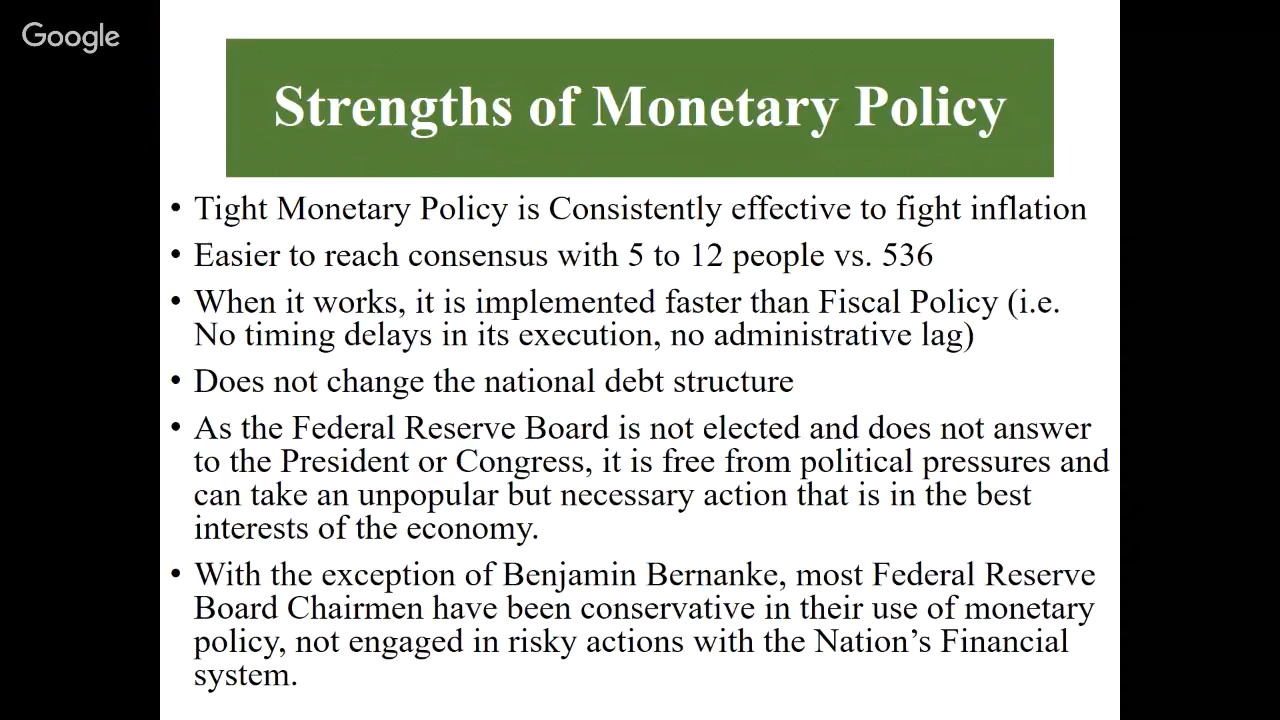 Google
Strengths of Monetary Policy
• Tight Monetary Policy is Consistently effective to fight inflation
• Easier to reach consensus with 5 to 12 people vs. 536
• When it works, it is implemented faster than Fiscal Policy (i.e.
No timing delays in its execution, no administrative lag)
• Does not change the national debt structure
• As the Federal Reserve Board is not elected and does not answer
to the President or Congress, it is free from political pressures and
can take an unpopular but necessary action that is in the best
interests of the economy.
• With the exception of Benjamin Bernanke, most Federal Reserve
Board Chairmen have been conservative in their use of monetary
policy, not engaged in risky actions with the Nation’s Financial
system.